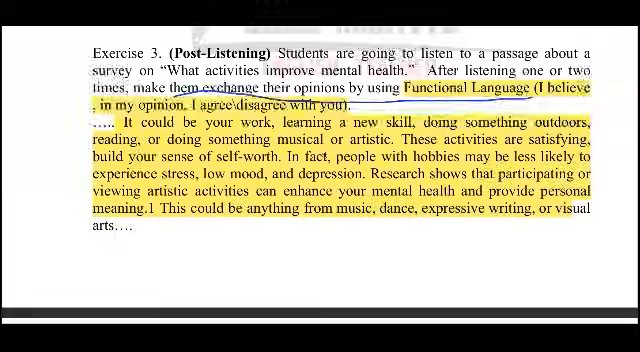 Exercise 3. (Post-Listening) Students are going to listen to a passage about a
survey on “What activities improve mental health.” After listening one or two
times, make them exchange their opinions by using Functional Language (I believe
, in my opinion, I agree\disagree with you).
..... It could be your work, learning a new skill, doing something outdoors,
reading, or doing something musical or artistic. These activities are satisfying,
build your sense of self-worth. In fact, people with hobbies may be less likely to
experience stress, low mood, and depression. Research shows that participating or
viewing artistic activities can enhance your mental health and provide personal
meaning.1 This could be anything from music, dance, expressive writing, or visual
arts….